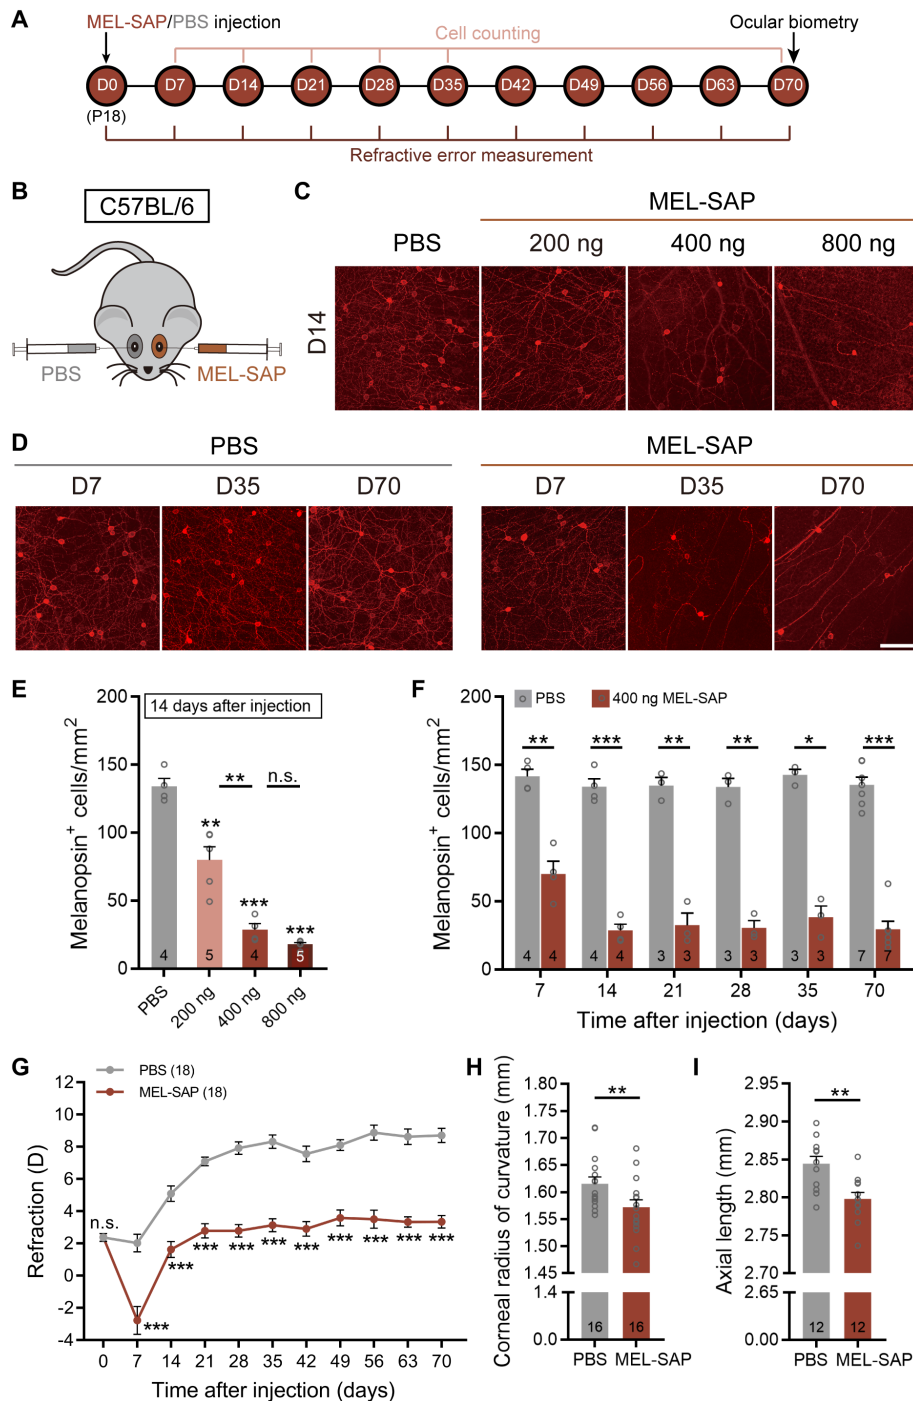 A
MEL-SAP/PBS injection
Cell counting
Ocular biometry
D0 D7 D14 D21 D28 D35 D42 D49 D56 D63 D70
(P18)
Refractive error measurement
B
C57BL/6
PBS
MEL-SAP
C
MEL-SAP
PBS 200 ng 400 ng 800 ng
D14
D
PBS MEL-SAP
D7 D35 D70 D7 D35 D70
E
14 days after injection
Melanopsin⁺ cells/mm²
200
150
100
50
0
** n.s.
**
***
***
4 5 4 5
PBS 200 ng 400 ng 800 ng
F
PBS 400 ng MEL-SAP
Melanopsin⁺ cells/mm²
200
150
100
50
0
** *** ** ** * ***
4 4 4 4 3 3 3 3 3 3 7 7
7 14 21 28 35 70
Time after injection (days)
G
PBS (18)
MEL-SAP (18)
Refraction (D)
12
10
8
6
4
2
0
-2
-4
n.s.
*** *** *** *** *** *** *** *** *** ***
0 7 14 21 28 35 42 49 56 63 70
Time after injection (days)
H
Corneal radius of curvature (mm)
1.80
1.75
1.70
1.65
1.60
1.55
1.50
1.45
1.4
0.0
**
16 16
PBS MEL-SAP
I
Axial length (mm)
2.95
2.90
2.85
2.80
2.75
2.70
2.65
0.00
**
12 12
PBS MEL-SAP